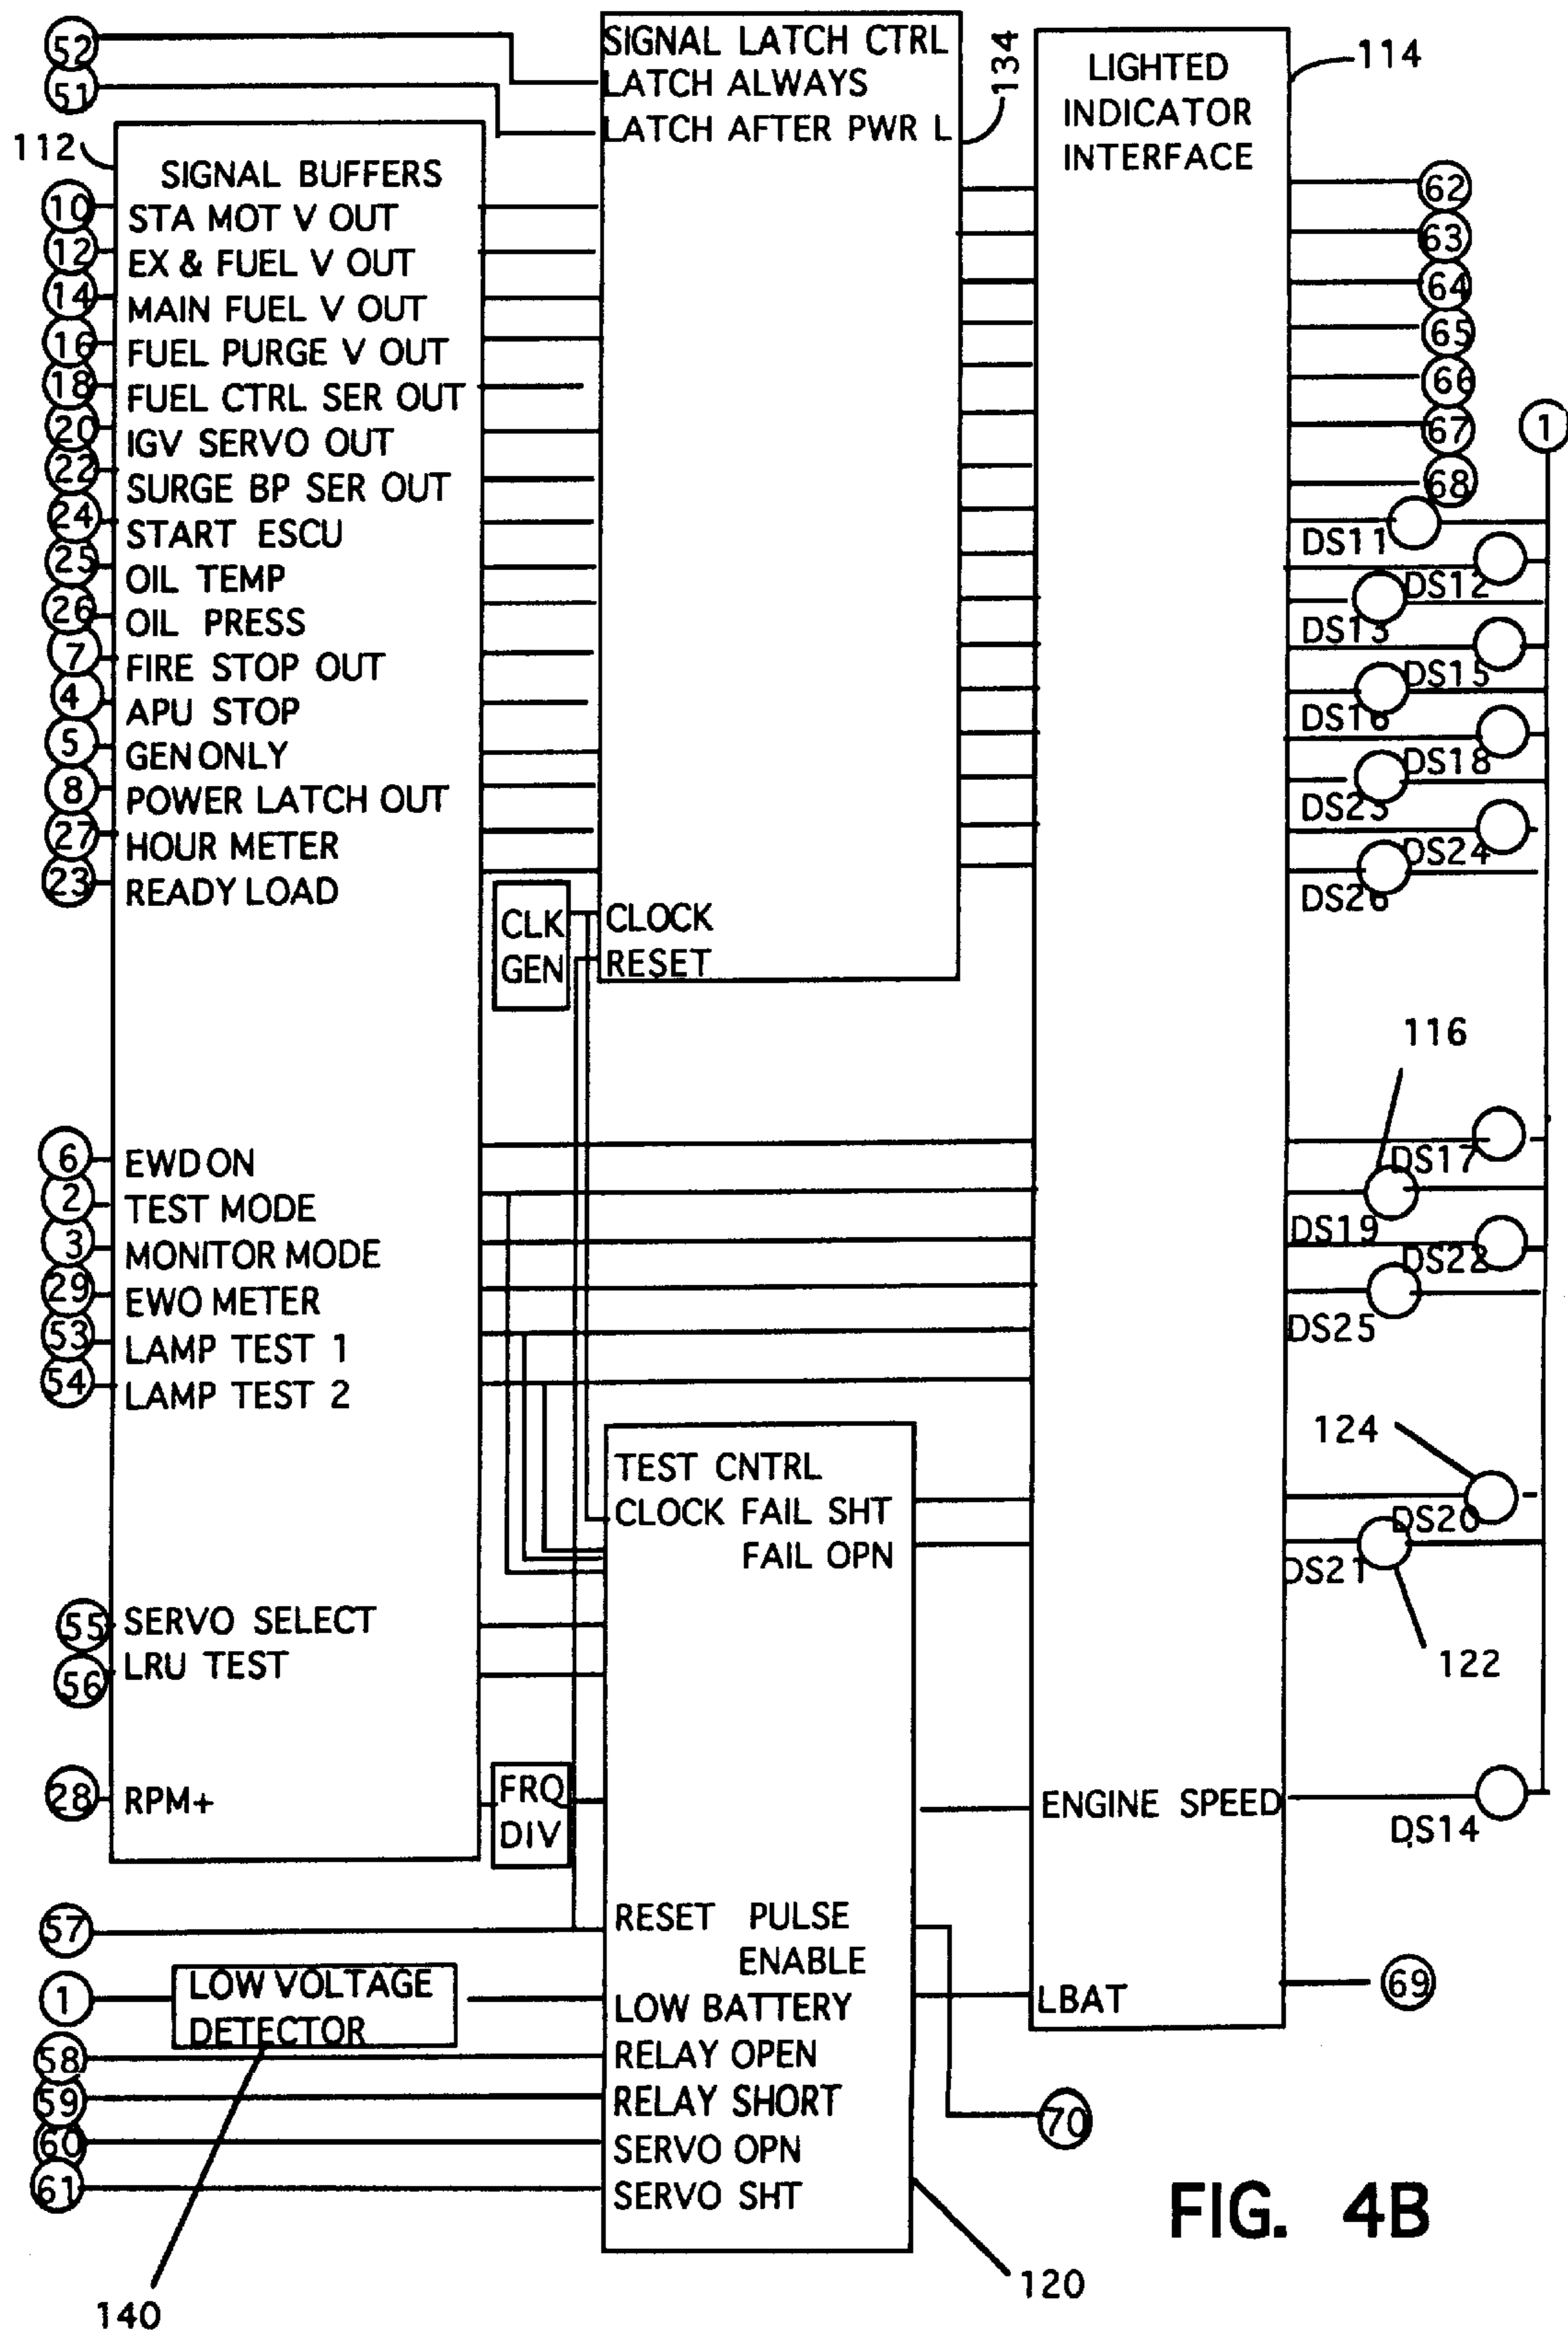 52
51
SIGNAL LATCH CTRL
LATCH ALWAYS
LATCH AFTER PWR L
134
LIGHTED
INDICATOR
INTERFACE
114
112
SIGNAL BUFFERS
10 STA MOT V OUT
12 EX & FUEL V OUT
14 MAIN FUEL V OUT
16 FUEL PURGE V OUT
18 FUEL CTRL SER OUT
20 IGV SERVO OUT
22 SURGE BP SER OUT
24 START ESCU
25 OIL TEMP
26 OIL PRESS
7 FIRE STOP OUT
4 APU STOP
5 GEN ONLY
8 POWER LATCH OUT
27 HOUR METER
23 READY LOAD
CLK
GEN
CLOCK
RESET
62
63
64
65
66
67
68
1
DS11
DS12
DS13
DS15
DS16
DS18
DS23
DS24
DS26
6 EWD ON
2 TEST MODE
3 MONITOR MODE
29 EWO METER
53 LAMP TEST 1
54 LAMP TEST 2
116
DS17
DS19
DS22
DS25
TEST CNTRL
CLOCK FAIL SHT
FAIL OPN
124
DS20
DS21
122
55 SERVO SELECT
56 LRU TEST
28 RPM+
FRQ
DIV
ENGINE SPEED
DS14
57
RESET PULSE
ENABLE
1
LOW VOLTAGE
DETECTOR
LOW BATTERY
LBAT
69
58 RELAY OPEN
59 RELAY SHORT
60 SERVO OPN
61 SERVO SHT
70
140
120
FIG. 4B